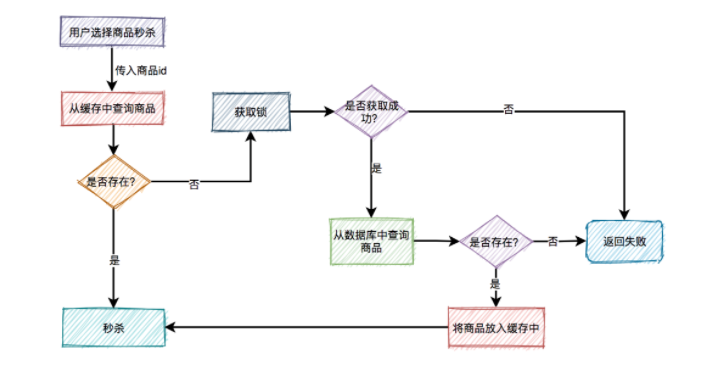 用户选择商品秒杀
传入商品id
从缓存中查询商品
是否存在?
否
是
秒杀
获取锁
是否获取成
功?
否
是
从数据库中查询
商品
是否存在?
否
返回失败
是
将商品放入缓存中